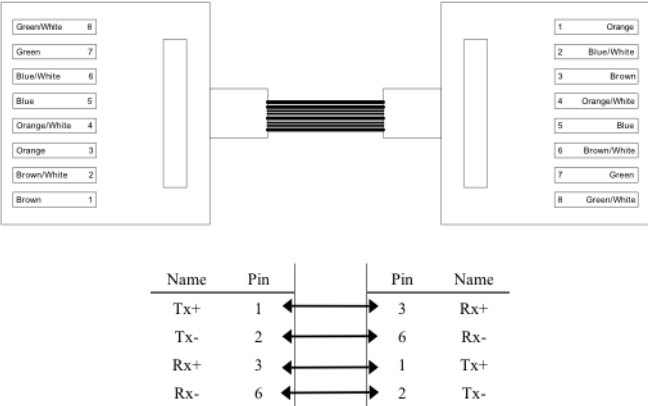 Green/White 8
Green 7
Blue/White 6
Blue 5
Orange/White 4
Orange 3
Brown/White 2
Brown 1
1 Orange
2 Blue/White
3 Brown
4 Orange/White
5 Blue
6 Brown/White
7 Green
8 Green/White
Name Pin Pin Name
Tx+ 1 3 Rx+
Tx- 2 6 Rx-
Rx+ 3 1 Tx+
Rx- 6 2 Tx-